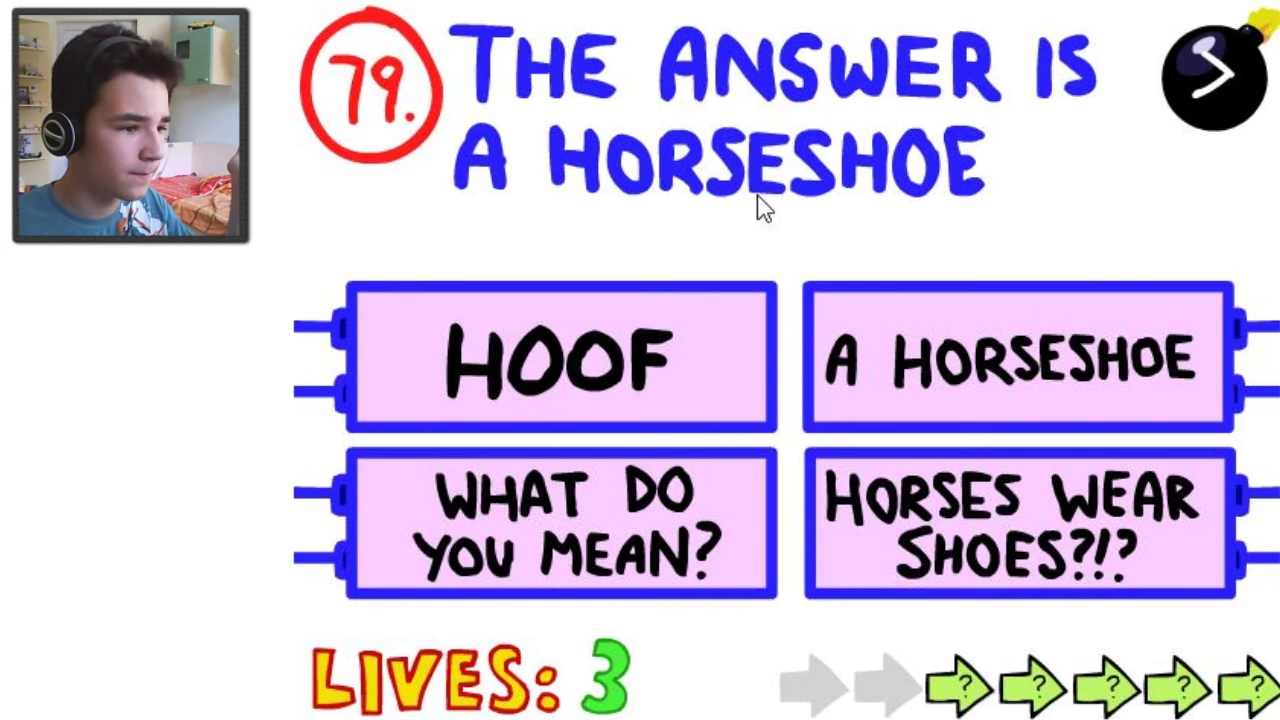 79. THE ANSWER IS
A HORSESHOE
HOOF
A HORSESHOE
WHAT DO
YOU MEAN?
HORSES WEAR
SHOES?!?
LIVES: 3
? ? ? ? ?